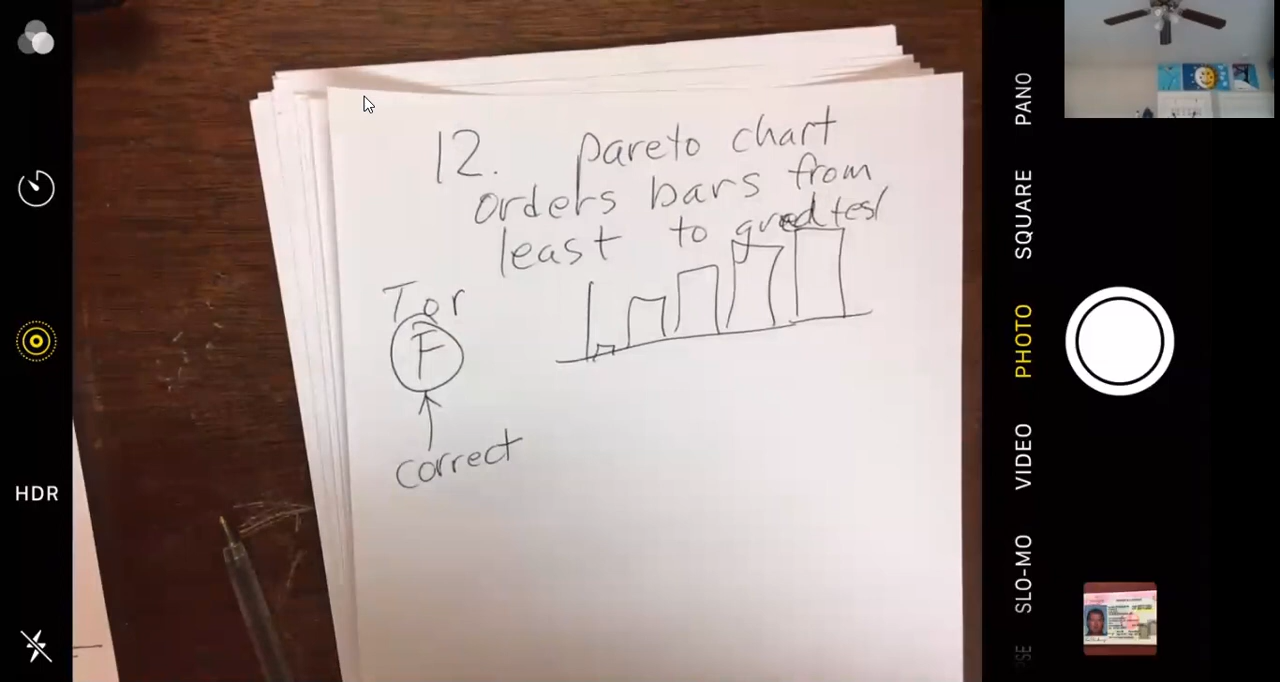 12. pareto chart
orders bars from
least to greatest
T or
F
correct
HDR
PANO
SQUARE
PHOTO
VIDEO
SLO-MO